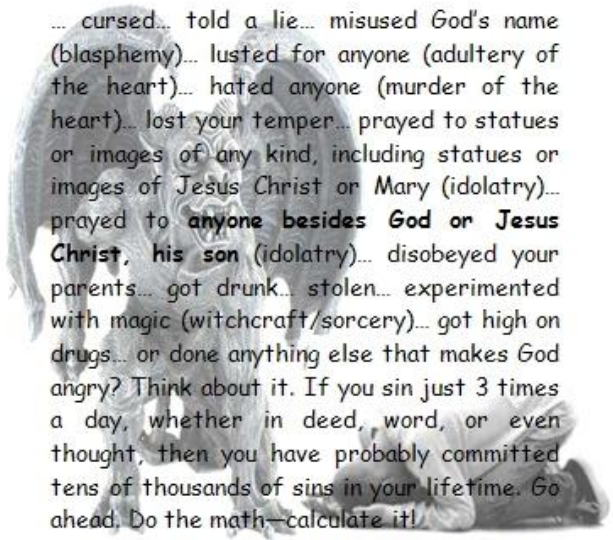 … cursed… told a lie… misused God's name
(blasphemy)… lusted for anyone (adultery of
the heart)… hated anyone (murder of the
heart)… lost your temper… prayed to statues
or images of any kind, including statues or
images of Jesus Christ or Mary (idolatry)…
prayed to anyone besides God or Jesus
Christ, his son (idolatry)… disobeyed your
parents… got drunk… stolen… experimented
with magic (witchcraft/sorcery)… got high on
drugs… or done anything else that makes God
angry? Think about it. If you sin just 3 times
a day, whether in deed, word, or even
thought, then you have probably committed
tens of thousands of sins in your lifetime. Go
ahead. Do the math—calculate it!